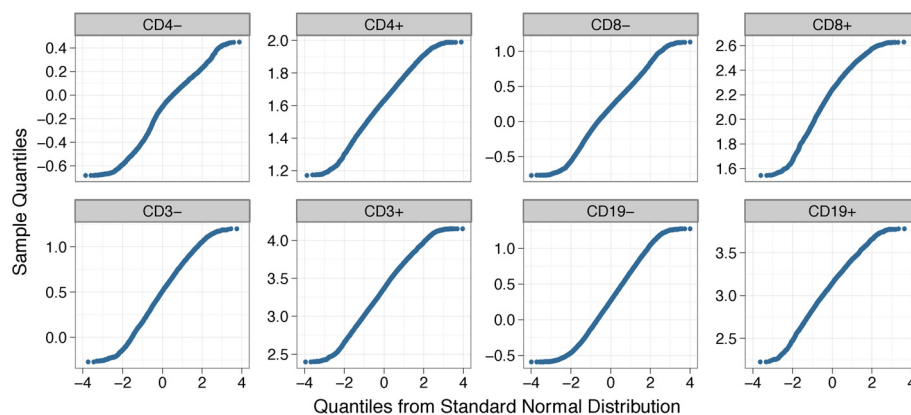 CD4− CD4+ CD8− CD8+
0.4 2.0 1.0 2.6
0.2 1.8 0.5 2.4
0.0 1.6 0.0 2.2
−0.2 1.4 −0.5 2.0
−0.4 1.2 1.8
−0.6 1.6
CD3− CD3+ CD19− CD19+
1.0 4.0 1.0 3.5
0.5 3.5 0.5 3.0
0.0 3.0 0.0 2.5
2.5 −0.5
−4 −2 0 2 4 −4 −2 0 2 4 −4 −2 0 2 4 −4 −2 0 2 4
Sample Quantiles
Quantiles from Standard Normal Distribution